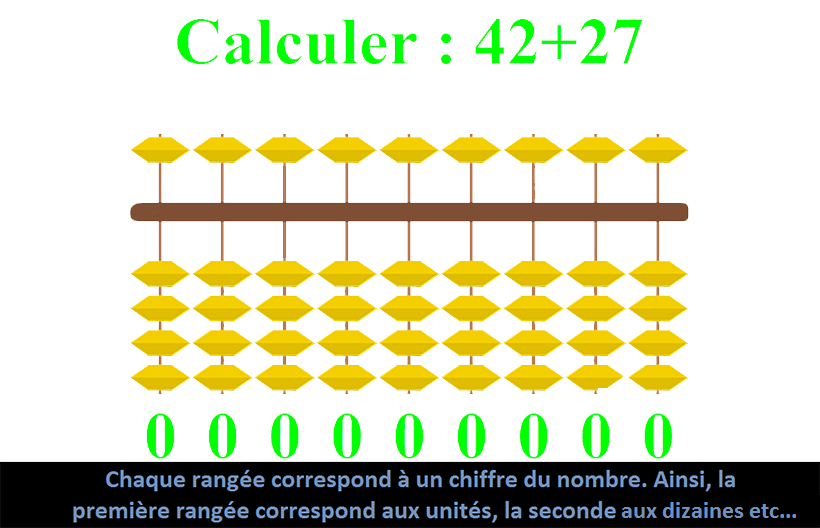 Calculer : 42+27
0 0 0 0 0 0 0 0 0
Chaque rangée correspond à un chiffre du nombre. Ainsi, la
première rangée correspond aux unités, la seconde aux dizaines etc...